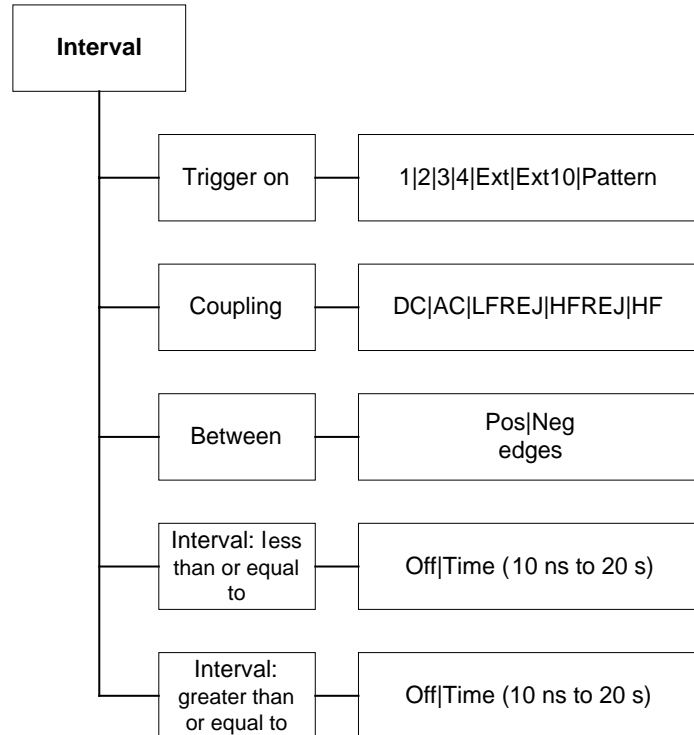 Interval
Trigger on
1|2|3|4|Ext|Ext10|Pattern
Coupling
DC|AC|LFREJ|HFREJ|HF
Between
Pos|Neg
edges
Interval: less
than or equal
to
Off|Time (10 ns to 20 s)
Interval:
greater than
or equal to
Off|Time (10 ns to 20 s)